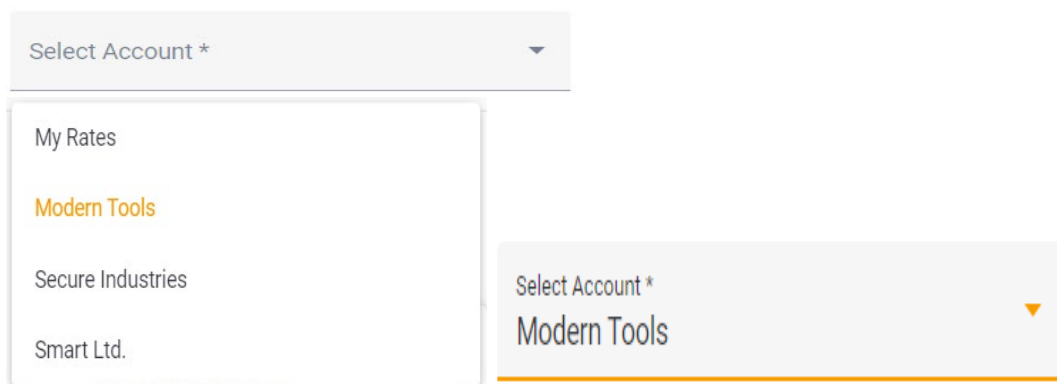 Select Account *
My Rates
Modern Tools
Secure Industries
Smart Ltd.
Select Account *
Modern Tools